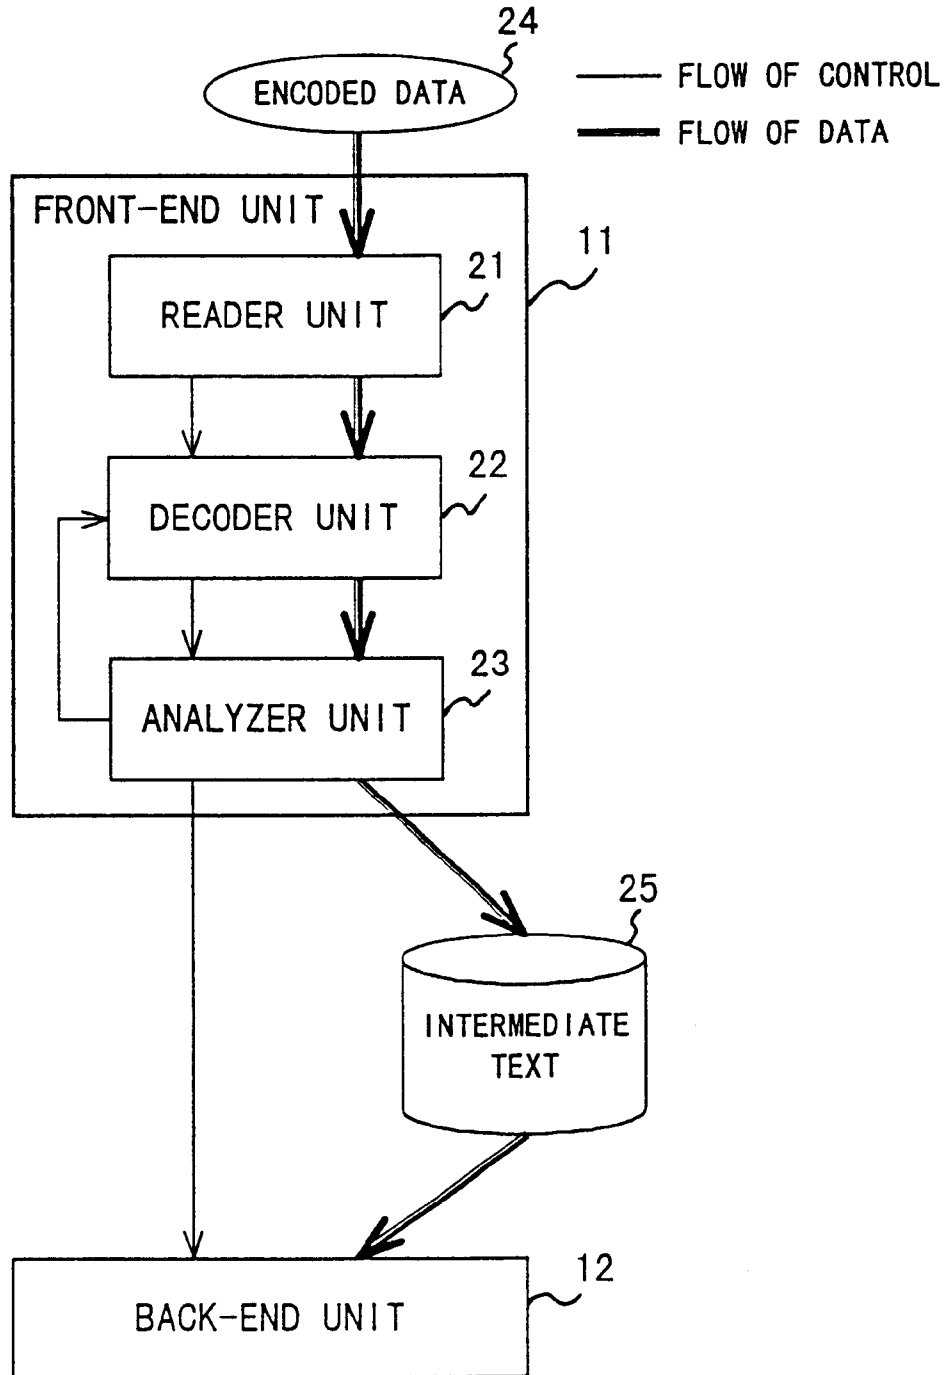 24
ENCODED DATA
FLOW OF CONTROL
FLOW OF DATA
FRONT-END UNIT
11
21
READER UNIT
22
DECODER UNIT
23
ANALYZER UNIT
25
INTERMEDIATE
TEXT
12
BACK-END UNIT